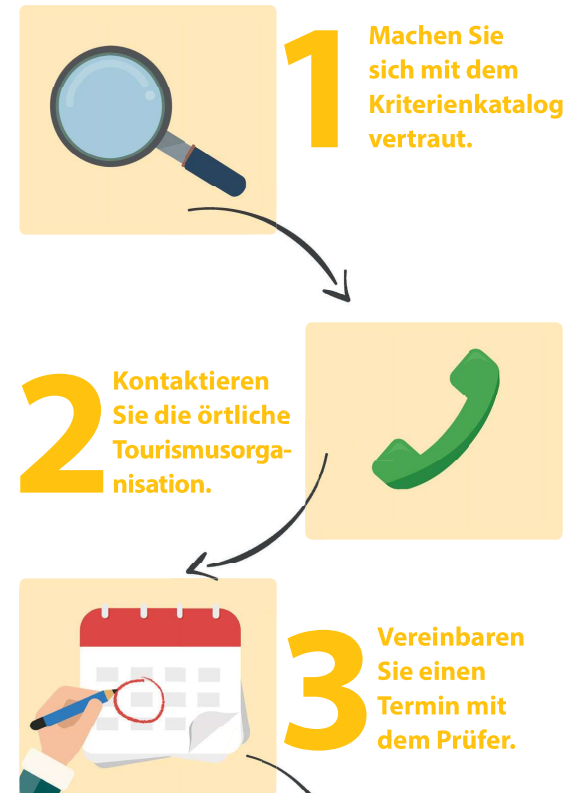 1
Machen Sie
sich mit dem
Kriterienkatalog
vertraut.
2
Kontaktieren
Sie die örtliche
Tourismusorga-
nisation.
3
Vereinbaren
Sie einen
Termin mit
dem Prüfer.